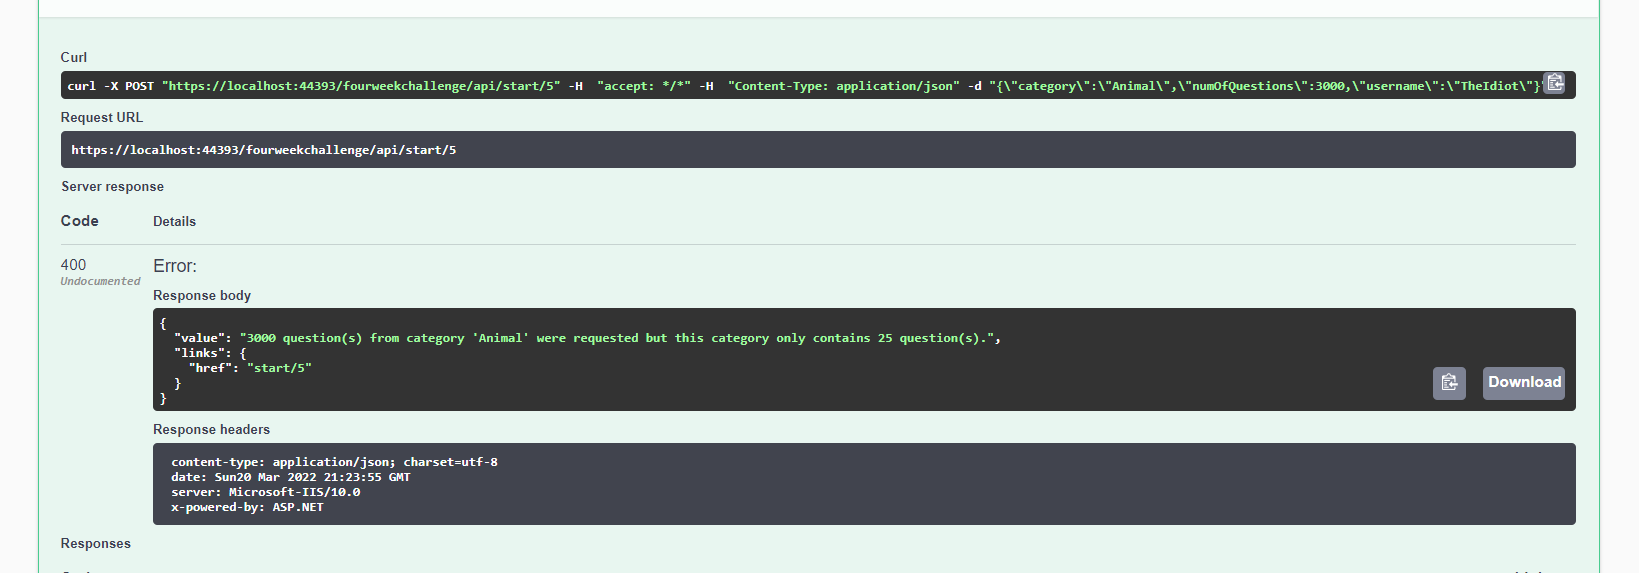 Curl
curl -X POST "https://localhost:44393/fourweekchallenge/api/start/5" -H  "accept: */*" -H  "Content-Type: application/json" -d "{\"category\":\"Animal\",\"numOfQuestions\":3000,\"username\":\"TheIdiot\"}"
Request URL
https://localhost:44393/fourweekchallenge/api/start/5
Server response
Code Details
400 Error:
Undocumented
Response body
{
  "value": "3000 question(s) from category 'Animal' were requested but this category only contains 25 question(s).",
  "links": {
    "href": "start/5"
  }
}
Download
Response headers
content-type: application/json; charset=utf-8
date: Sun20 Mar 2022 21:23:55 GMT
server: Microsoft-IIS/10.0
x-powered-by: ASP.NET
Responses